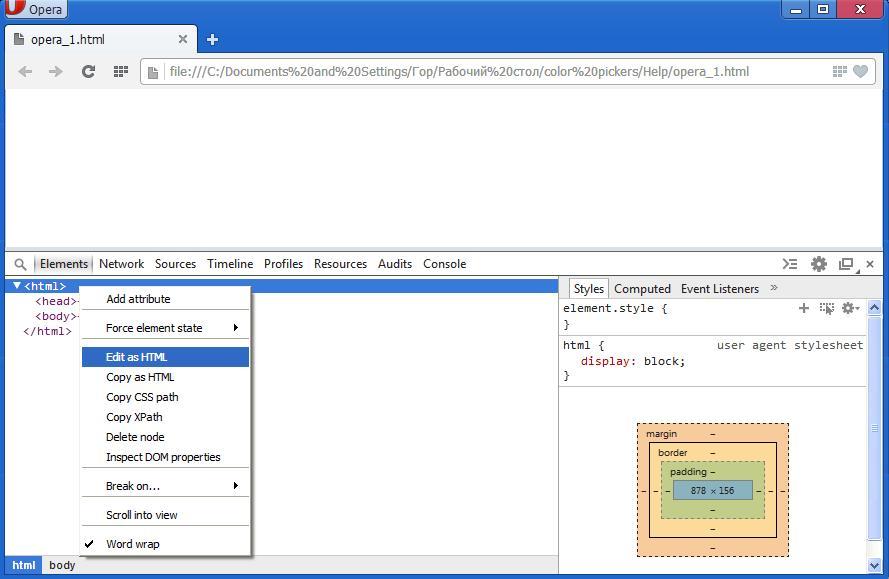 Opera
opera_1.html
file:///C:/Documents%20and%20Settings/Гор/Рабочий%20стол/color%20pickers/Help/opera_1.html
Elements Network Sources Timeline Profiles Resources Audits Console
<html>
<head>
<body>
</html>
Add attribute
Force element state
Edit as HTML
Copy as HTML
Copy CSS path
Copy XPath
Delete node
Inspect DOM properties
Break on...
Scroll into view
Word wrap
html body
Styles Computed Event Listeners »
element.style {
}
html { user agent stylesheet
display: block;
}
margin –
border –
padding –
– – – 878 × 156 – – –
–
–
–